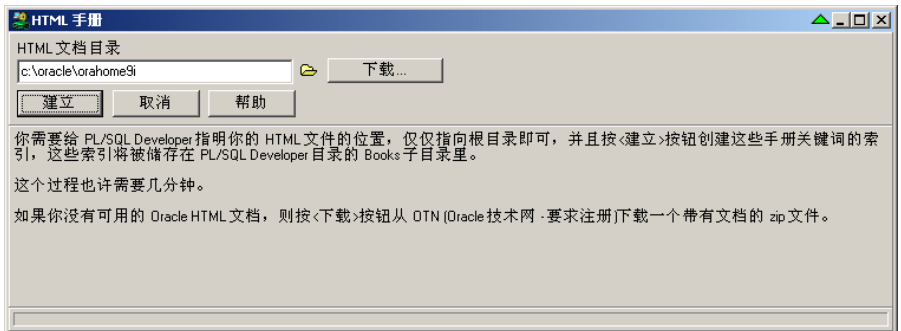 HTML 手册
HTML 文档目录
c:\oracle\orahome9i
下载...
建立 取消 帮助
你需要给 PL/SQL Developer 指明你的 HTML 文件的位置，仅仅指向根目录即可，并且按<建立>按钮创建这些手册关键词的索
引，这些索引将被储存在 PL/SQL Developer 目录的 Books 子目录里。
这个过程也许需要几分钟。
如果你没有可用的 Oracle HTML 文档，则按<下载>按钮从 OTN (Oracle 技术网 -要求注册)下载一个带有文档的 zip 文件。